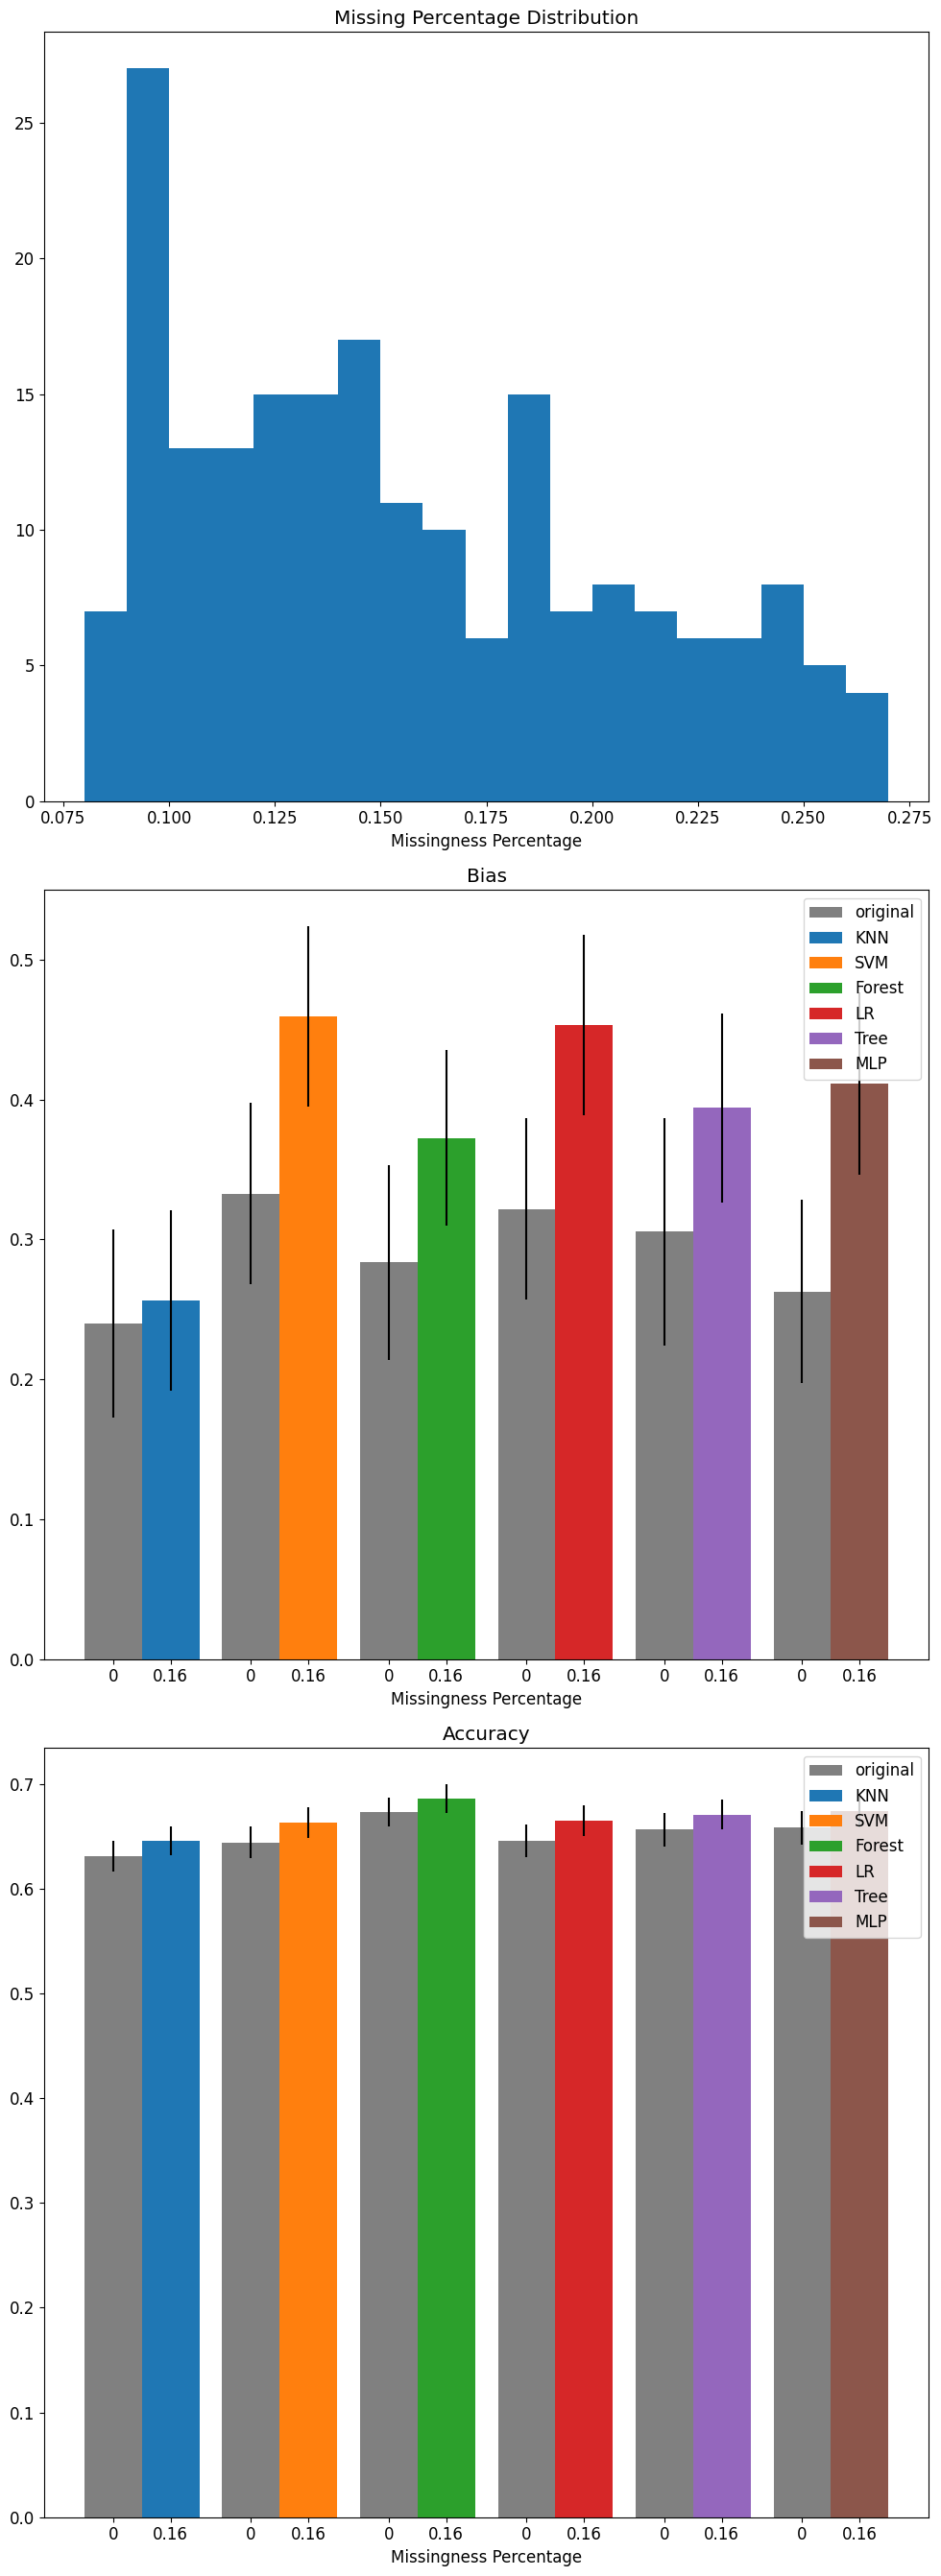 Missing Percentage Distribution
25
20
15
10
5
0
0.075 0.100 0.125 0.150 0.175 0.200 0.225 0.250 0.275
Missingness Percentage
Bias
original
KNN
SVM
Forest
LR
Tree
MLP
0.5
0.4
0.3
0.2
0.1
0.0
0 0.16 0 0.16 0 0.16 0 0.16 0 0.16 0 0.16
Missingness Percentage
Accuracy
original
KNN
SVM
Forest
LR
Tree
MLP
0.7
0.6
0.5
0.4
0.3
0.2
0.1
0.0
0 0.16 0 0.16 0 0.16 0 0.16 0 0.16 0 0.16
Missingness Percentage